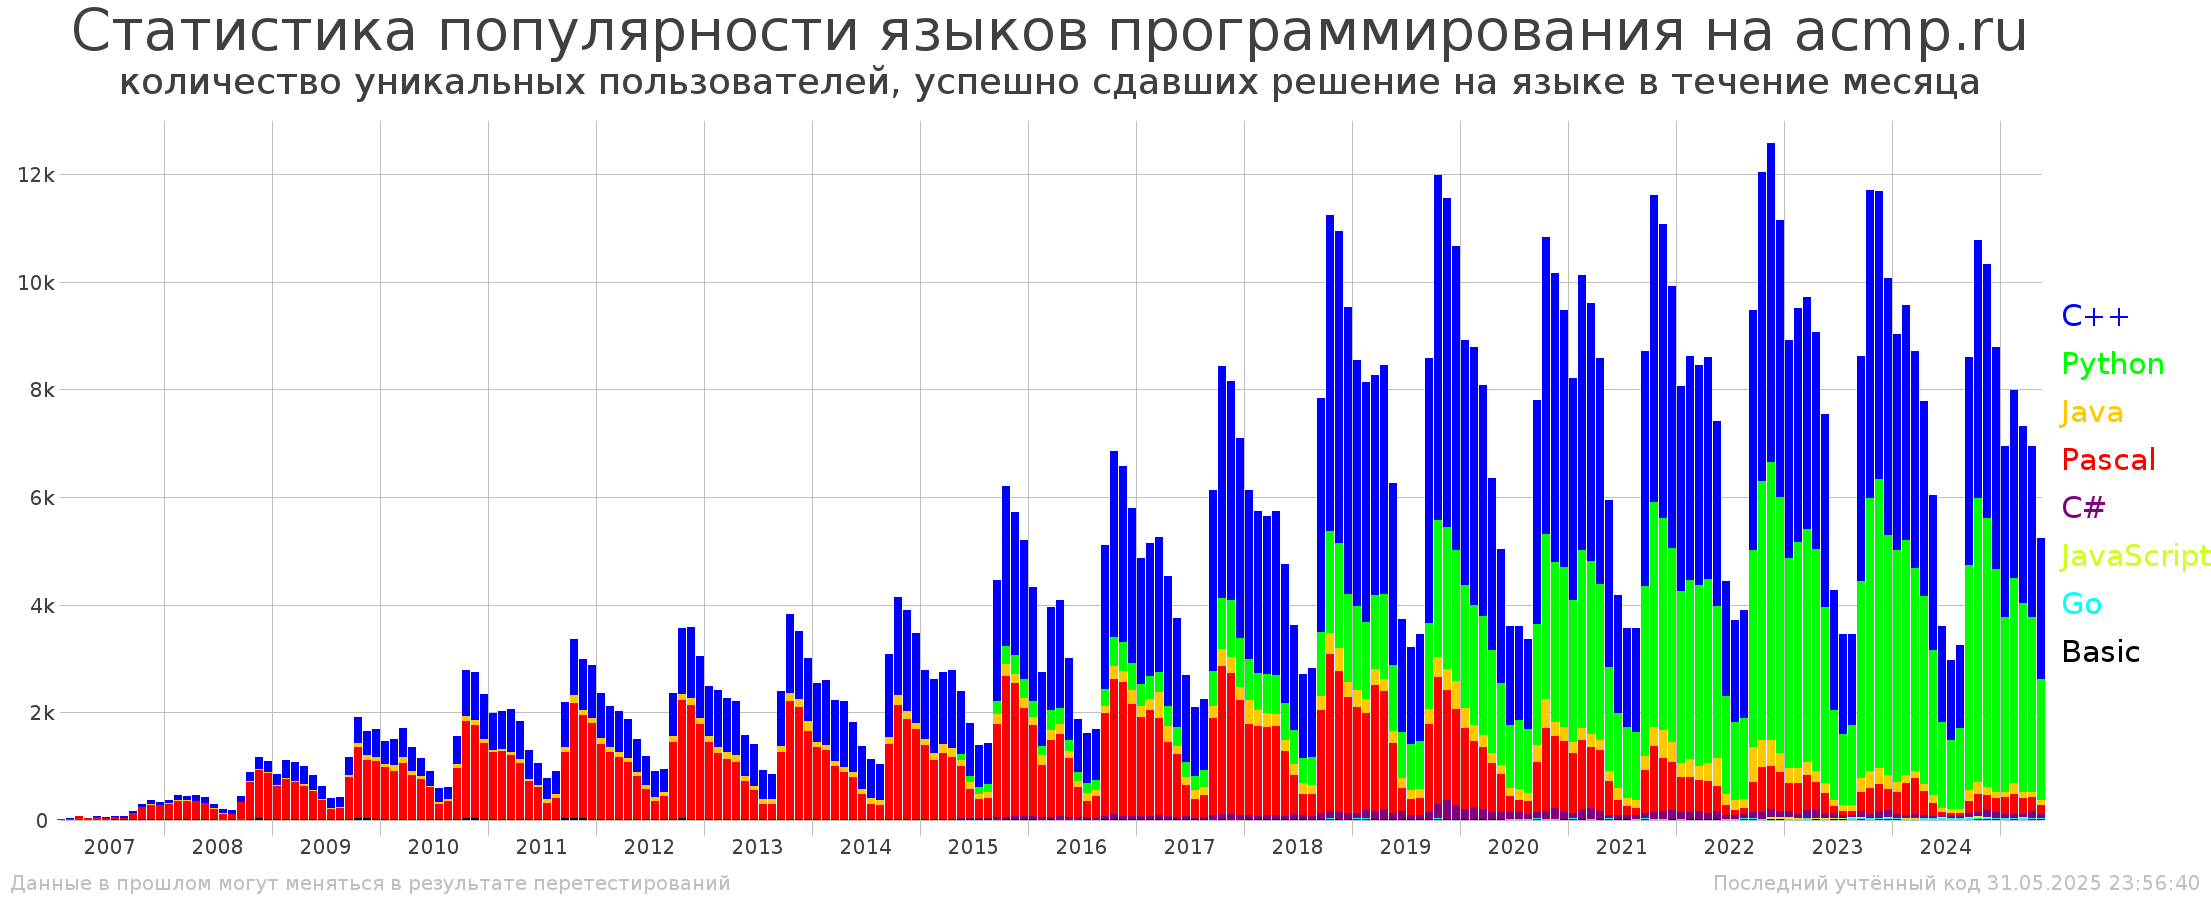 Статистика популярности языков программирования на acmp.ru
количество уникальных пользователей, успешно сдавших решение на языке в течение месяца
12k
10k
8k
6k
4k
2k
0
C++
Python
Java
Pascal
C#
JavaScript
Go
Basic
2007 2008 2009 2010 2011 2012 2013 2014 2015 2016 2017 2018 2019 2020 2021 2022 2023 2024
Данные в прошлом могут меняться в результате перетестирований
Последний учтённый код 31.05.2025 23:56:40